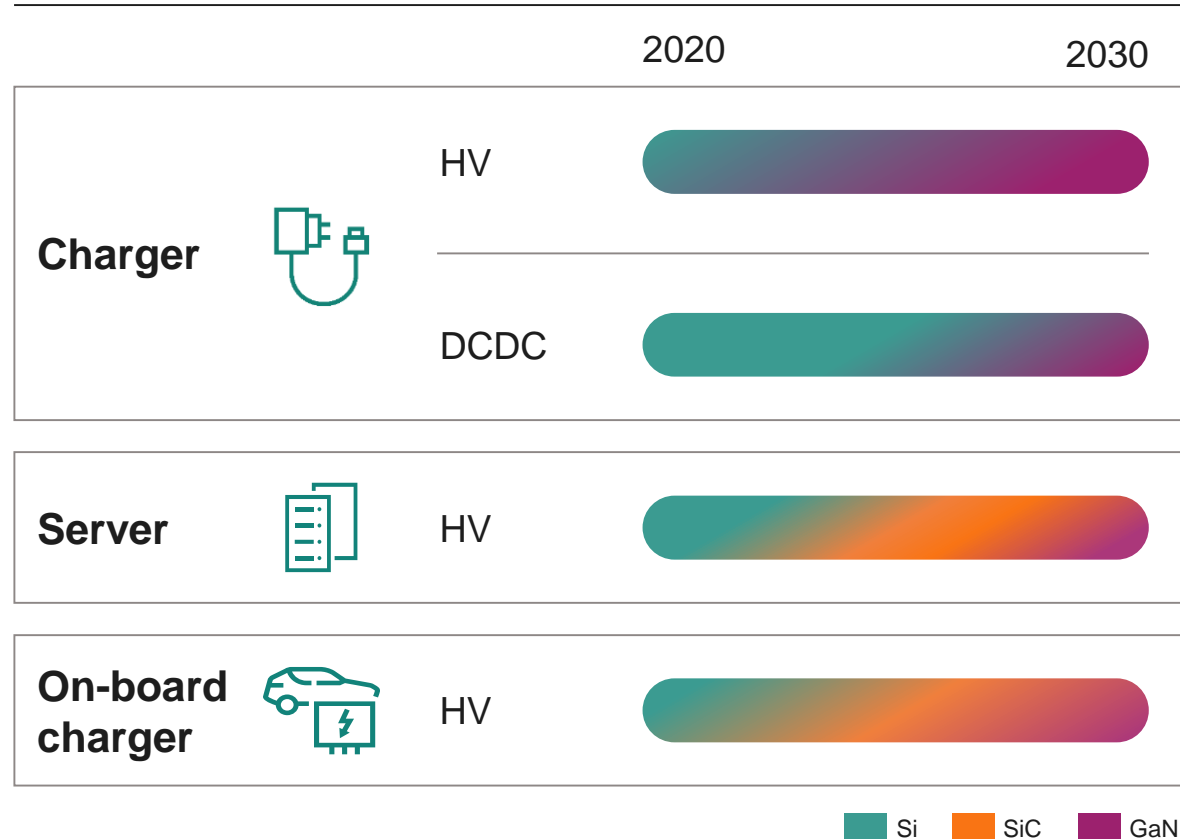 2020
2030
Charger
HV
DCDC
Server
HV
On-board
charger
HV
Si
SiC
GaN